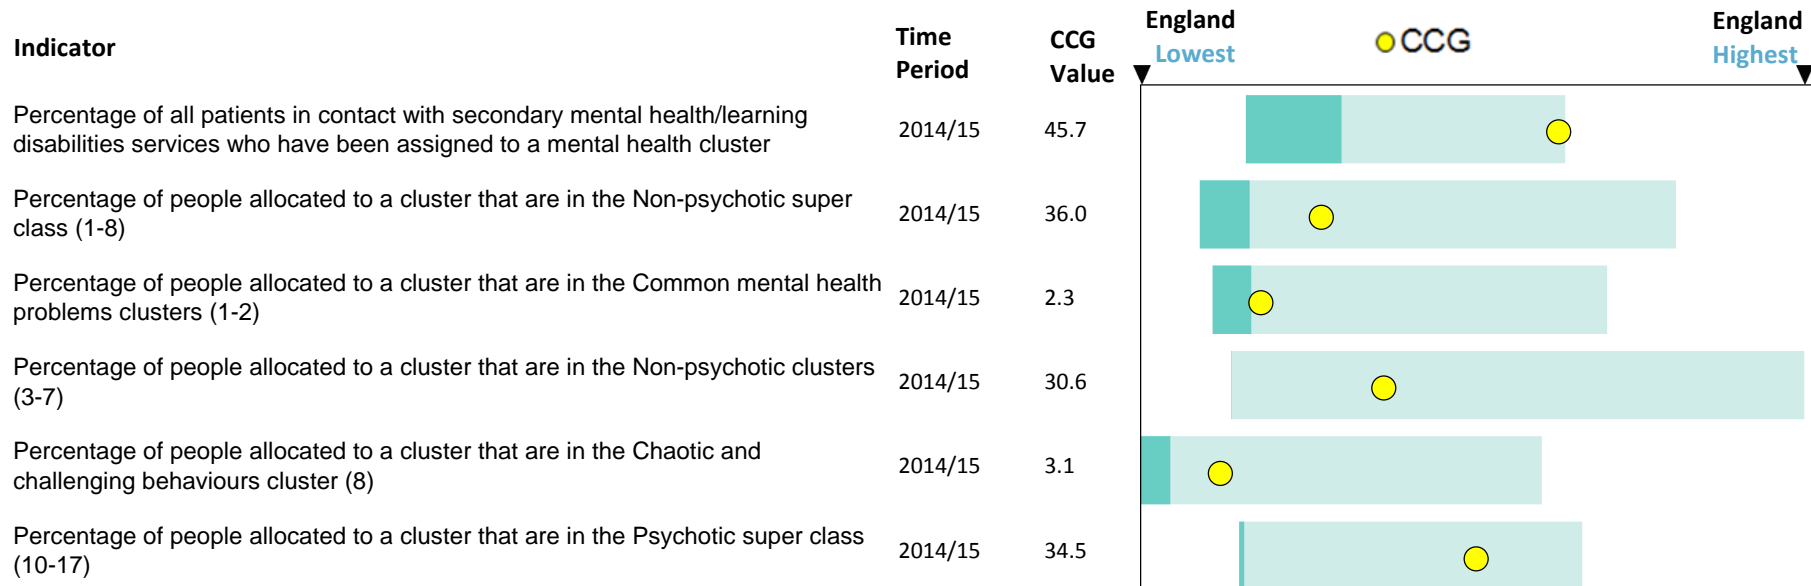 Indicator
Time
Period
CCG
Value
England
Lowest
CCG
England
Highest
Percentage of all patients in contact with secondary mental health/learning
disabilities services who have been assigned to a mental health cluster
2014/15
45.7
Percentage of people allocated to a cluster that are in the Non-psychotic super
class (1-8)
2014/15
36.0
Percentage of people allocated to a cluster that are in the Common mental health
problems clusters (1-2)
2014/15
2.3
Percentage of people allocated to a cluster that are in the Non-psychotic clusters
(3-7)
2014/15
30.6
Percentage of people allocated to a cluster that are in the Chaotic and
challenging behaviours cluster (8)
2014/15
3.1
Percentage of people allocated to a cluster that are in the Psychotic super class
(10-17)
2014/15
34.5